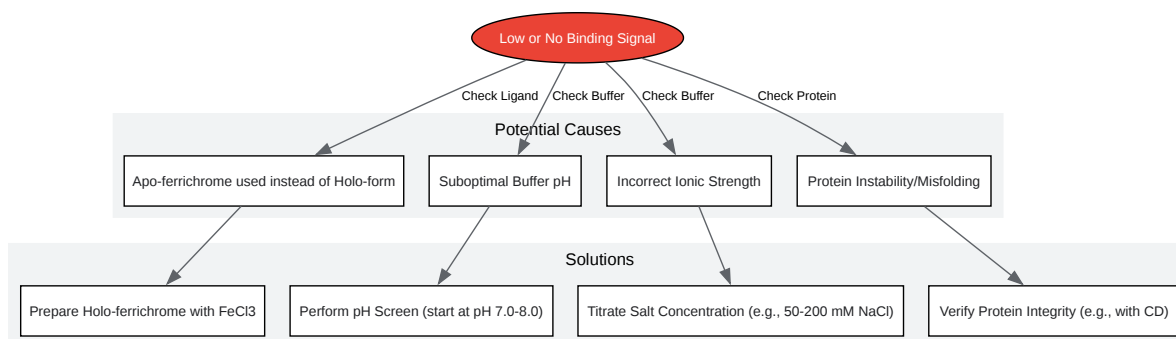 Low or No Binding Signal
Check Ligand
Check Buffer
Check Buffer
Check Protein
Potential Causes
Apo-ferrichrome used instead of Holo-form
Suboptimal Buffer pH
Incorrect Ionic Strength
Protein Instability/Misfolding
Solutions
Prepare Holo-ferrichrome with FeCl3
Perform pH Screen (start at pH 7.0-8.0)
Titrate Salt Concentration (e.g., 50-200 mM NaCl)
Verify Protein Integrity (e.g., with CD)